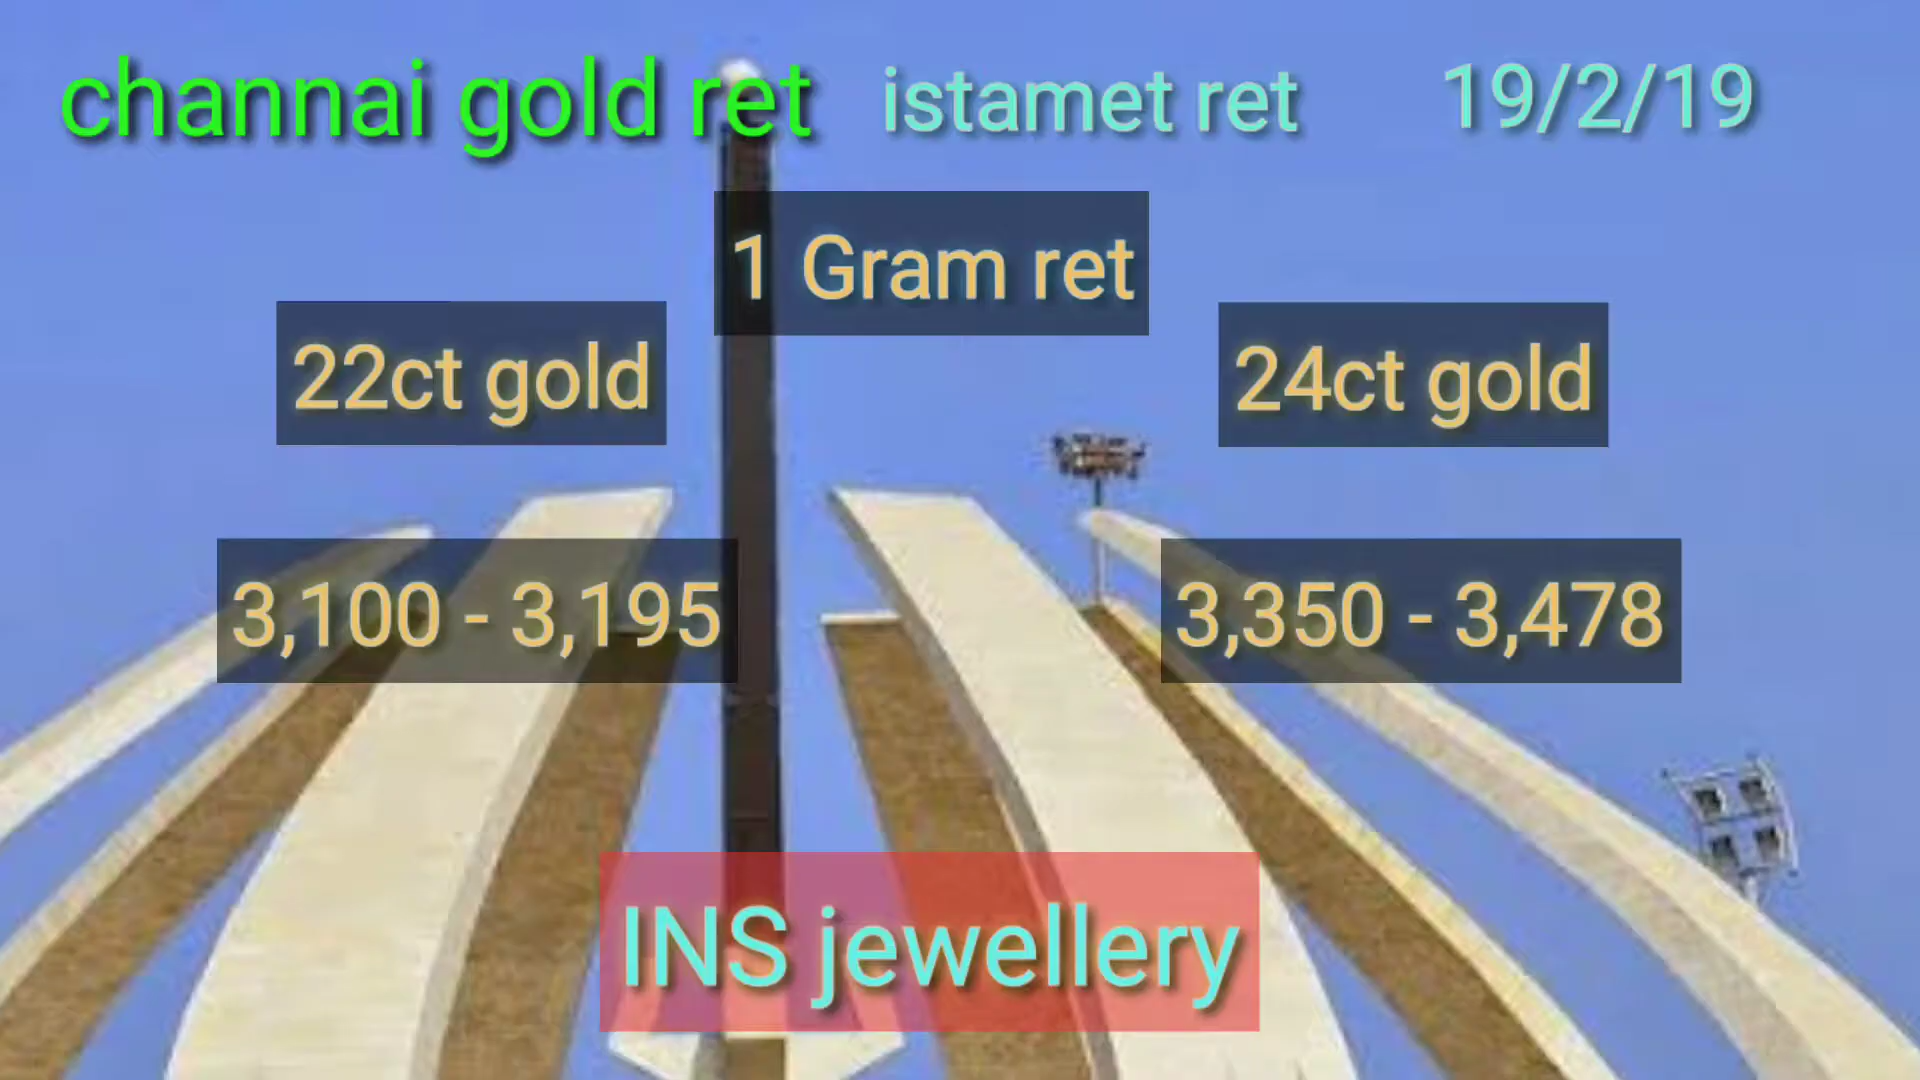 channai gold ret istamet ret 19/2/19
1 Gram ret
22ct gold 24ct gold
3,100 - 3,195 3,350 - 3,478
INS jewellery